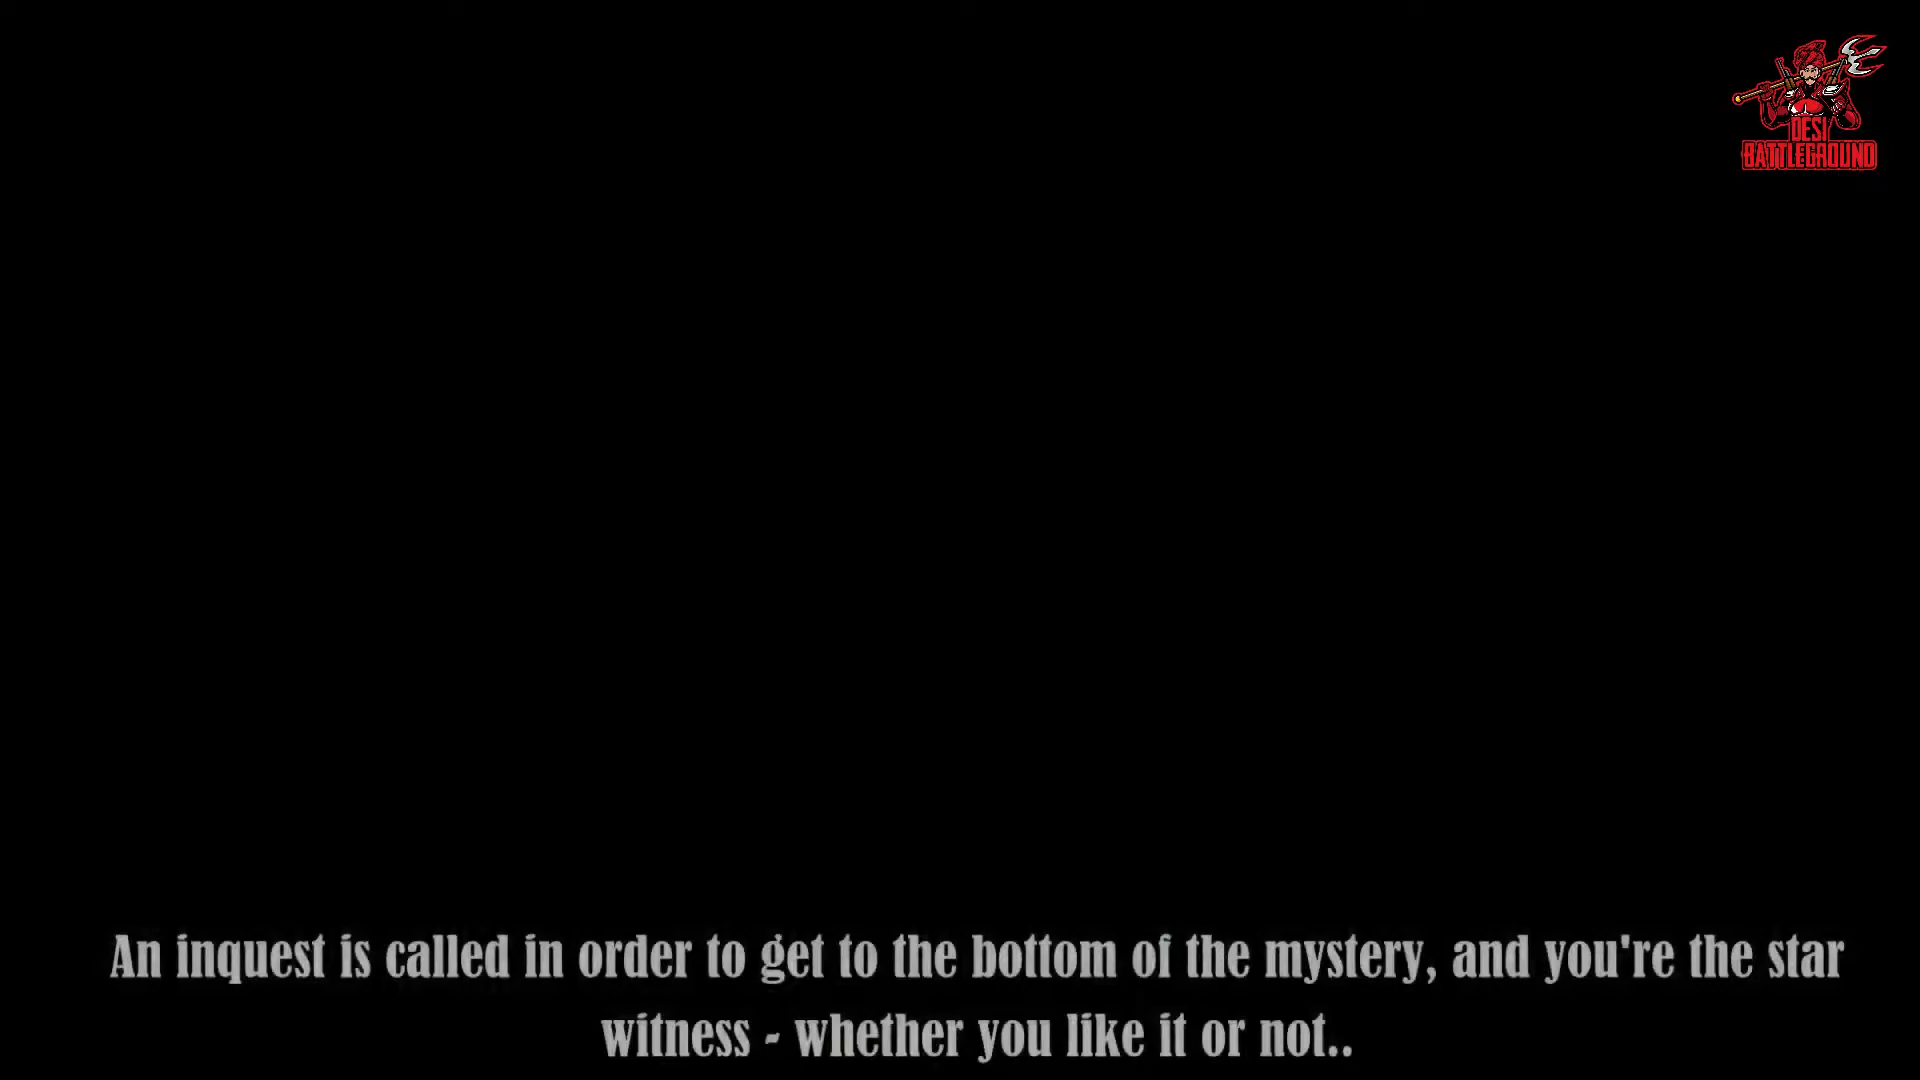 DESI
BATTLEGROUND
An inquest is called in order to get to the bottom of the mystery, and you're the star
witness - whether you like it or not..